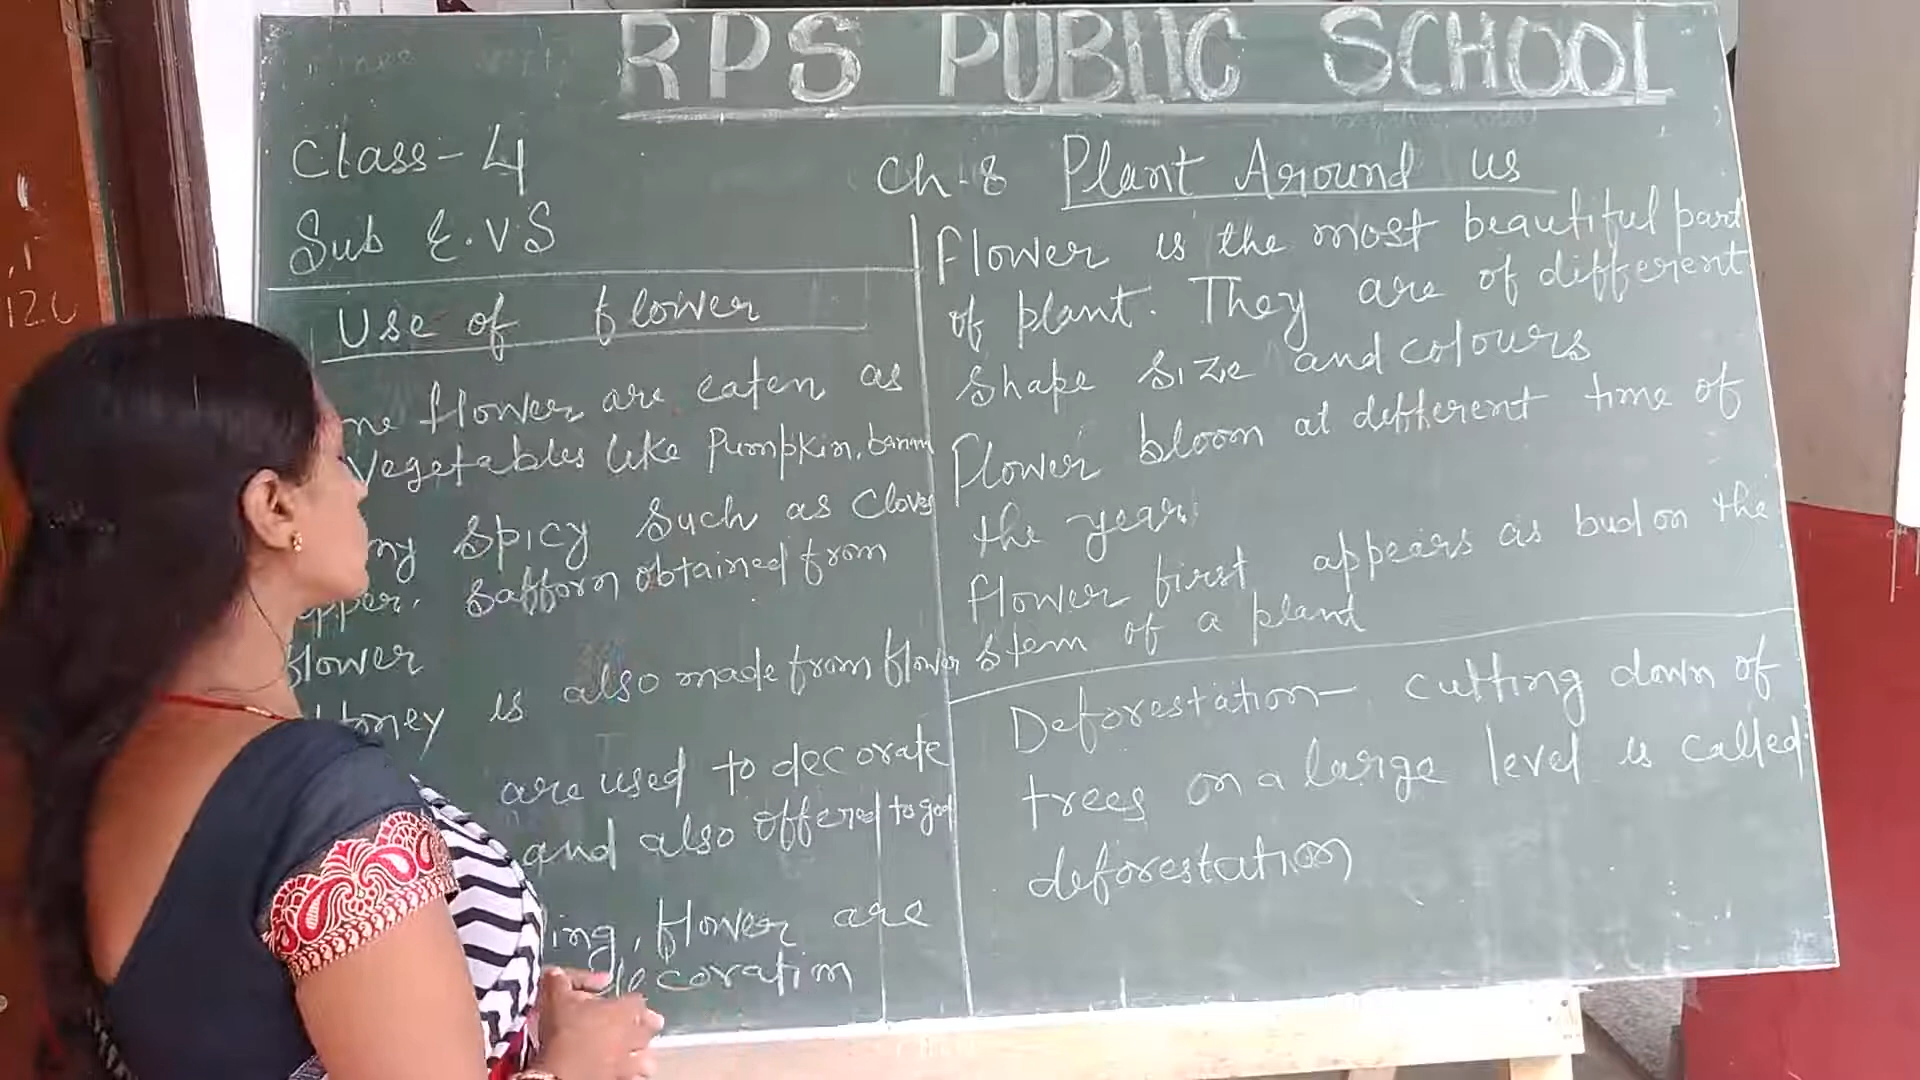 RPS PUBLIC SCHOOL
Class-4
Sub E.V.S
Ch-8 Plant Around us
Use of flower
flower are eaten as
vegetables like Pumpkin,
Spicy Such as Cloves
Safforn obtained from
flower
is also made from flower
are used to decorate
and also offered to god
flower are
decoration
flower is the most beautiful part
of plant. They are of different
Shape Size and colours
Flower bloom at different time of
the year
flower first appears as bud on the
stem of a plant
Deforestation- cutting down of
trees on a large level is called
deforestation